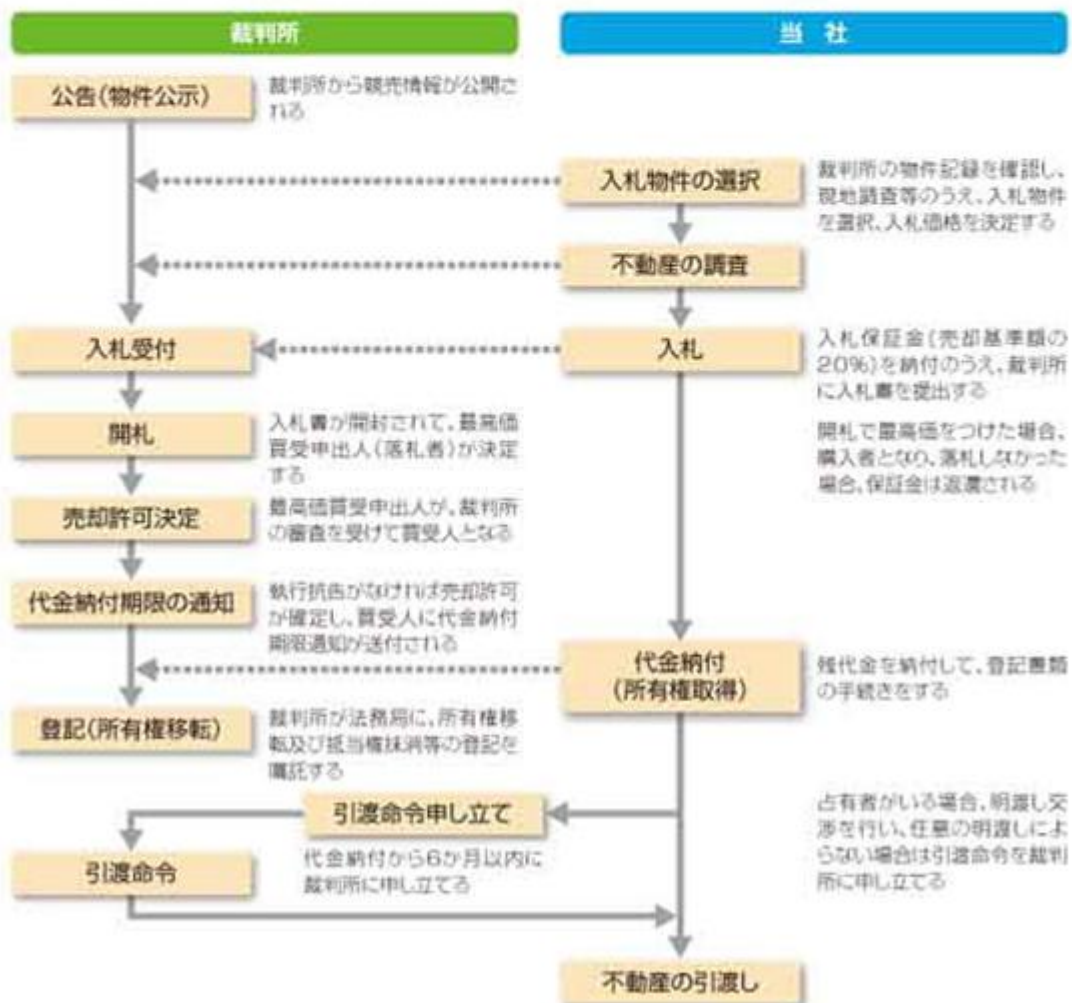 裁判所
当 社
公告(物件公示)
裁判所から競売情報が公開さ
れる
入札物件の選択
裁判所の物件記録を確認し、
現地調査等のうえ、入札物件
を選択、入札価格を決定する
不動産の調査
入札受付
入札
入札保証金(売却基準額の
20%)を納付のうえ、裁判所
に入札書を提出する
開札
入札書が開封されて、最高価
買受申出人(落札者)が決定
する
開札で最高価をつけた場合、
購入者となり、落札しなかった
場合、保証金は返還される
売却許可決定
最高価買受申出人が、裁判所
の審査を受けて買受人となる
代金納付期限の通知
執行抗告がなければ売却許可
が確定し、買受人に代金納付
期限通知が送付される
代金納付
(所有権取得)
残代金を納付して、登記書類
の手続きをする
登記(所有権移転)
裁判所が法務局に、所有権移
転及び抵当権抹消等の登記を
嘱託する
引渡命令申し立て
代金納付から6か月以内に
裁判所に申し立てる
占有者がいる場合、明渡し交
渉を行い、任意の明渡しによ
らない場合は引渡命令を裁判
所に申し立てる
引渡命令
不動産の引渡し